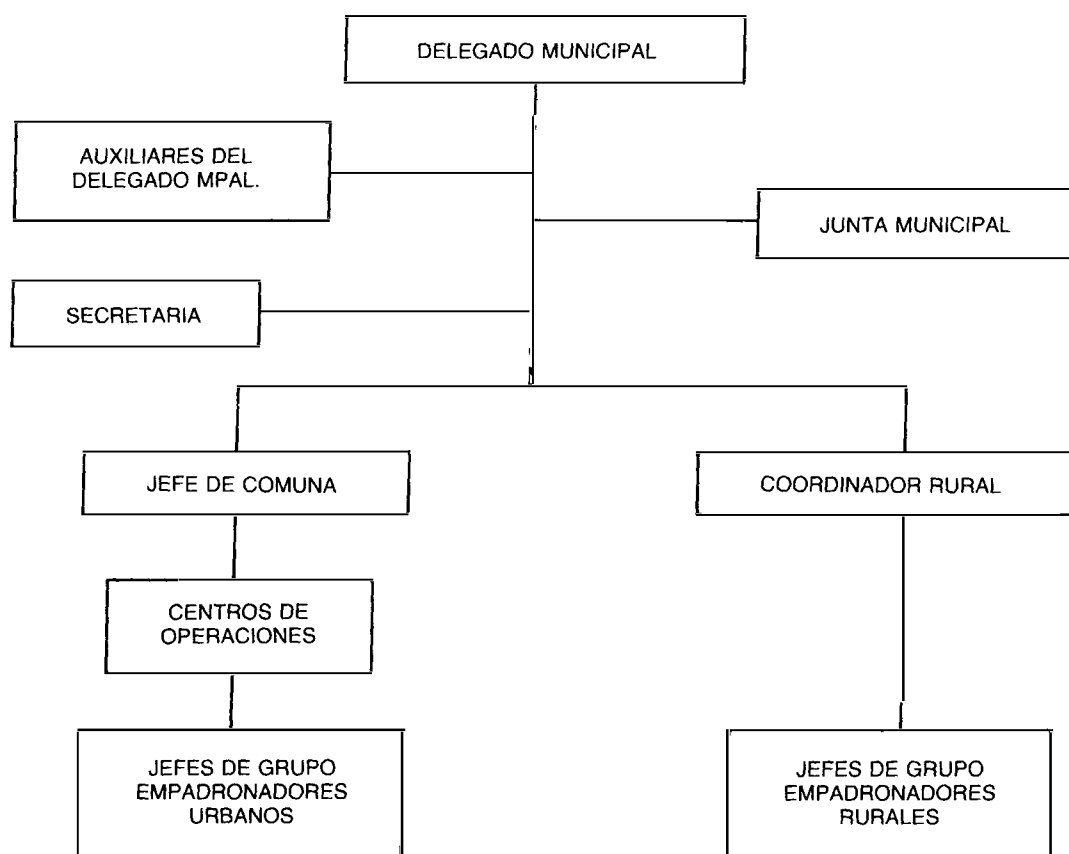 DELEGADO MUNICIPAL
AUXILIARES DEL
DELEGADO MPAL.
JUNTA MUNICIPAL
SECRETARIA
JEFE DE COMUNA
COORDINADOR RURAL
CENTROS DE
OPERACIONES
JEFES DE GRUPO
EMPADRONADORES
URBANOS
JEFES DE GRUPO
EMPADRONADORES
RURALES